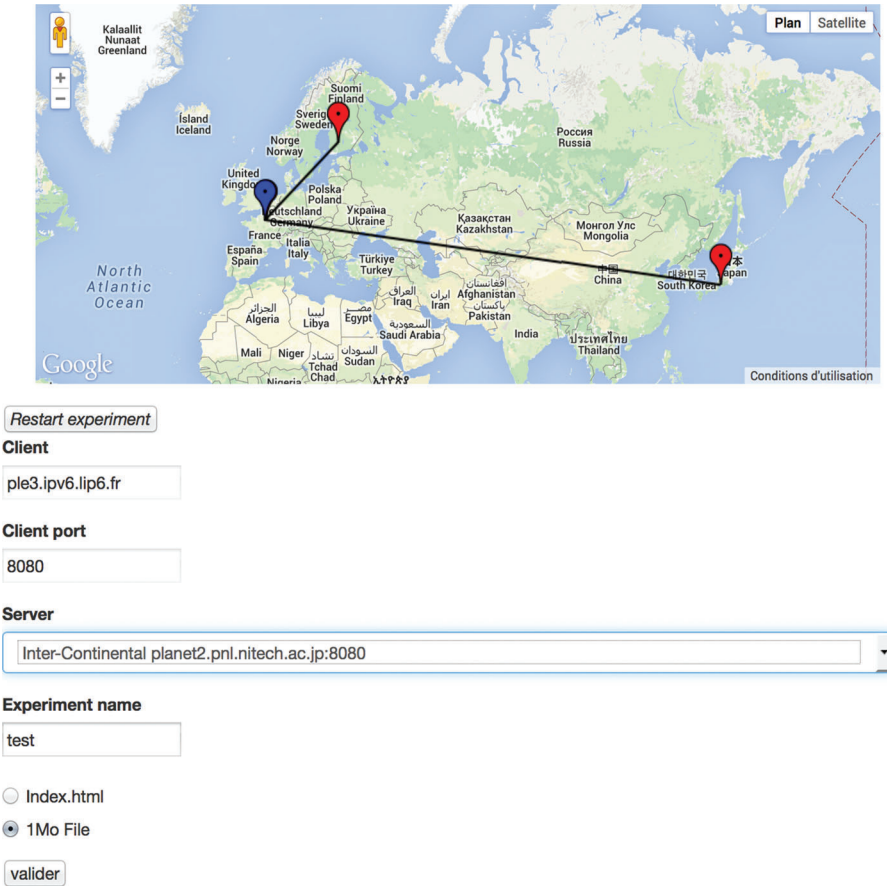 Plan Satellite
Kalaallit
Nunaat
Greenland
+
−
Suomi
Finland
Ísland
Iceland
Sverige
Sweden
Norge
Norway
Россия
Russia
United
Kingdo
Polska
Poland
utschland
Germany
Україна
Ukraine
Қазақстан
Kazakhstan
Монгол Улс
Mongolia
France
Italia
Italy
España
Spain
Türkiye
Turkey
中国
China
대한민국
South Korea
本
Japan
North
Atlantic
Ocean
افغانستان
Afghanistan
العراق
Iraq
ایران
Iran
پاکستان
Pakistan
الجزائر
Algeria
ليبيا
Libya
مصر
Egypt
السعودية
Saudi Arabia
India
ประเทศไทย
Thailand
Mali
Niger
تشاد
Tchad
Chad
السودان
Sudan
Nigeria
Google
Conditions d'utilisation
Restart experiment
Client
ple3.ipv6.lip6.fr
Client port
8080
Server
Inter-Continental planet2.pnl.nitech.ac.jp:8080
Experiment name
test
Index.html
1Mo File
valider